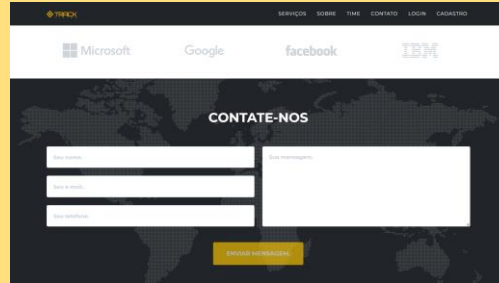 TRACK
SERVIÇOS SOBRE TIME CONTATO LOGIN CADASTRO
Microsoft Google facebook IBM
CONTATE-NOS
Seu nome.
Sua mensagem.
Seu e-mail.
Seu telefone.
ENVIAR MENSAGEM.